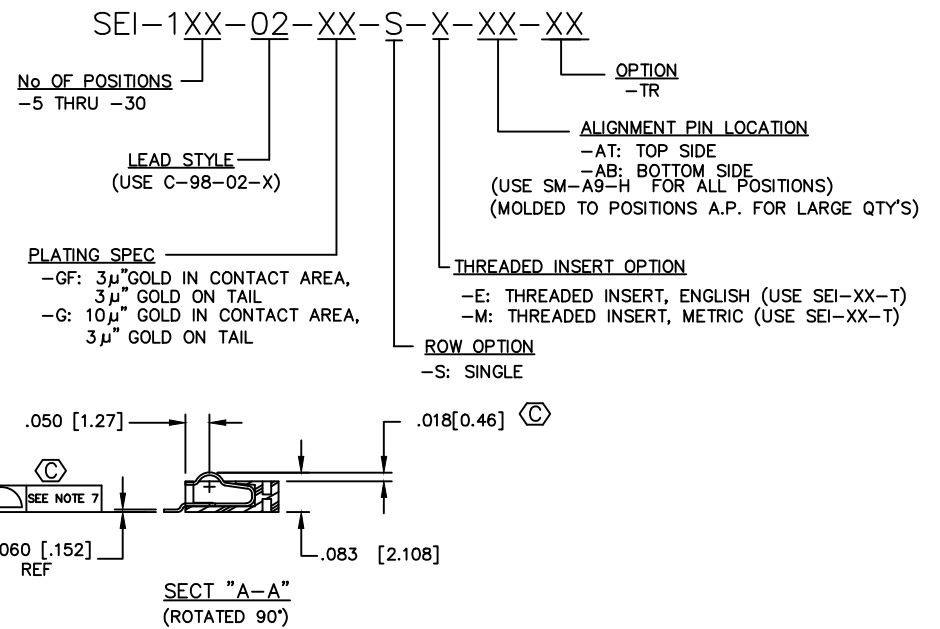 SEI-1XX-02-XX-S-X-XX-XX
No OF POSITIONS
-5 THRU -30
OPTION
-TR
LEAD STYLE
(USE C-98-02-X)
ALIGNMENT PIN LOCATION
-AT: TOP SIDE
-AB: BOTTOM SIDE
(USE SM-A9-H FOR ALL POSITIONS)
(MOLDED TO POSITIONS A.P. FOR LARGE QTY'S)
PLATING SPEC
-GF: 3µ"GOLD IN CONTACT AREA,
3µ" GOLD ON TAIL
-G: 10µ" GOLD IN CONTACT AREA,
3µ" GOLD ON TAIL
THREADED INSERT OPTION
-E: THREADED INSERT, ENGLISH (USE SEI-XX-T)
-M: THREADED INSERT, METRIC (USE SEI-XX-T)
ROW OPTION
-S: SINGLE
.050 [1.27]
.018[0.46] C
C
SEE NOTE 7
060 [.152]
REF
.083 [2.108]
SECT "A-A"
(ROTATED 90°)